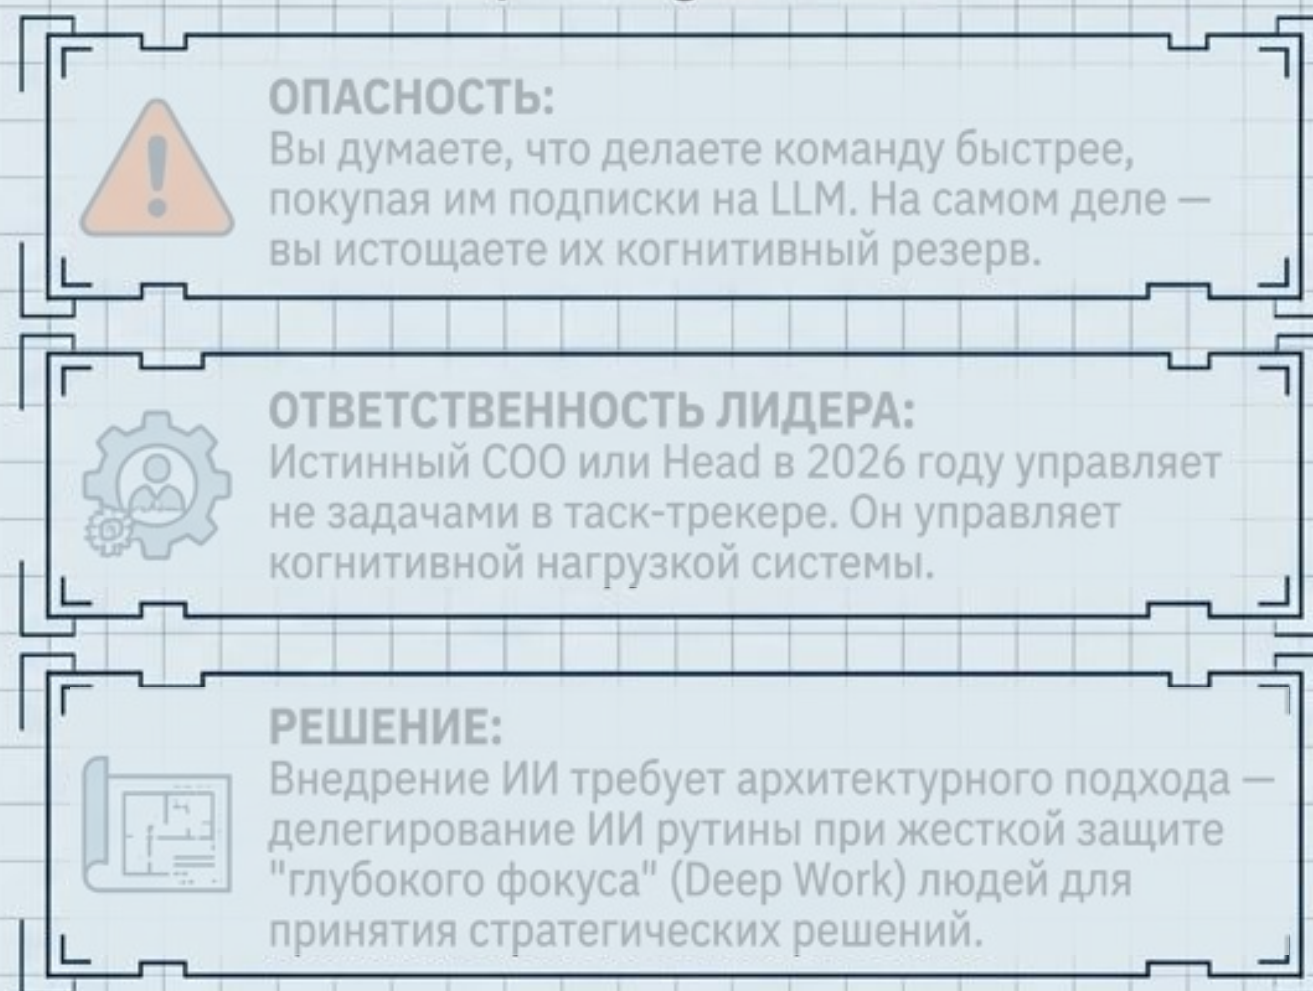 ОПАСНОСТЬ:
Вы думаете, что делаете команду быстрее,
покупая им подписки на LLM. На самом деле —
вы истощаете их когнитивный резерв.
ОТВЕТСТВЕННОСТЬ ЛИДЕРА:
Истинный COO или Head в 2026 году управляет
не задачами в таск-трекере. Он управляет
когнитивной нагрузкой системы.
РЕШЕНИЕ:
Внедрение ИИ требует архитектурного подхода —
делегирование ИИ рутины при жесткой защите
"глубокого фокуса" (Deep Work) людей для
принятия стратегических решений.